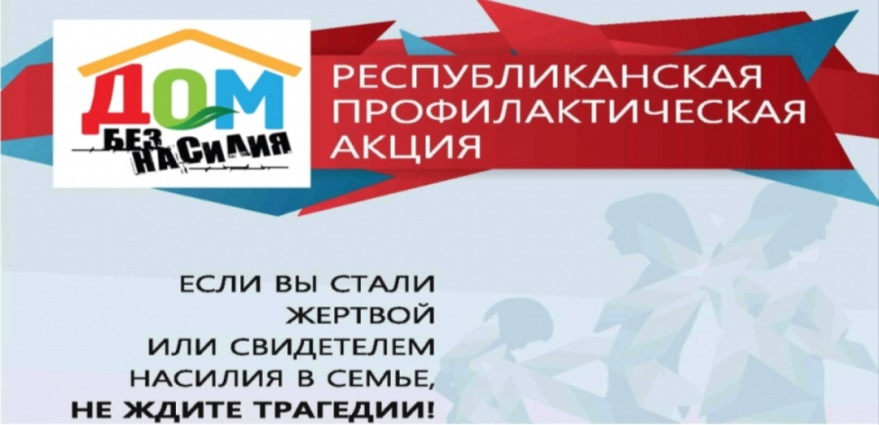 ДОМ
БЕЗ
НАСИЛИЯ
РЕСПУБЛИКАНСКАЯ
ПРОФИЛАКТИЧЕСКАЯ
АКЦИЯ
ЕСЛИ ВЫ СТАЛИ
ЖЕРТВОЙ
ИЛИ СВИДЕТЕЛЕМ
НАСИЛИЯ В СЕМЬЕ,
НЕ ЖДИТЕ ТРАГЕДИИ!